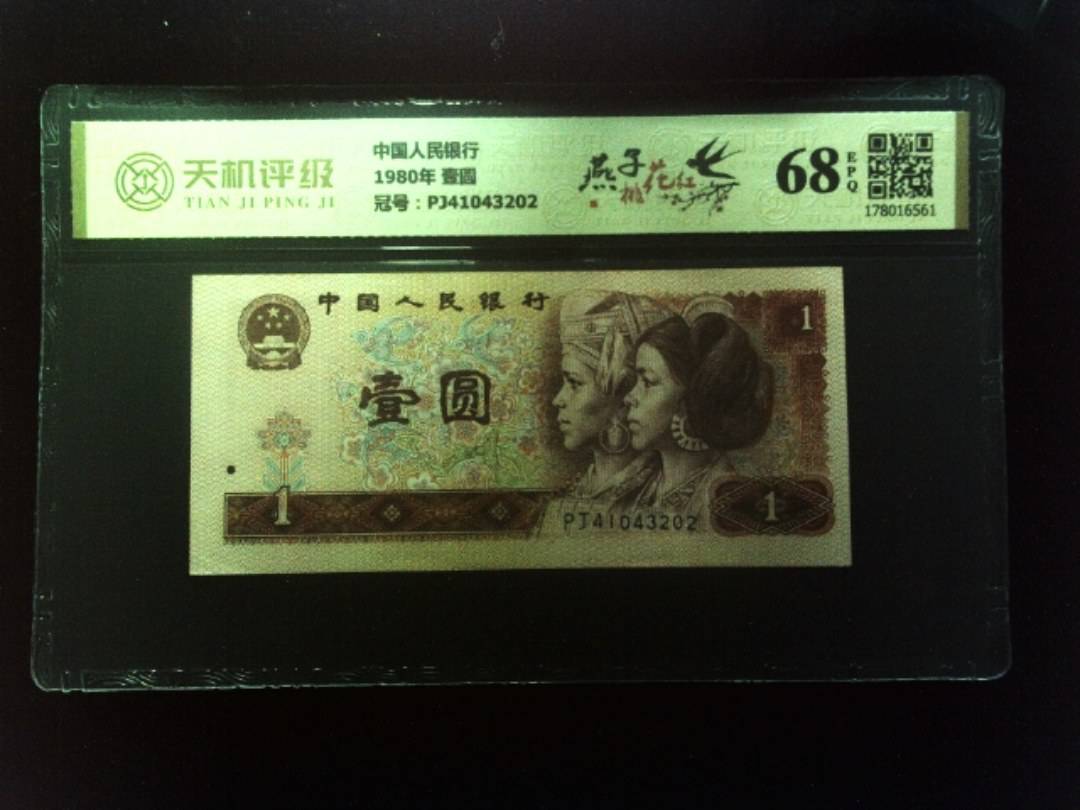 天机评级
TIAN JI PING JI
中国人民银行
1980年 壹圆
冠号：PJ41043202
燕子
桃花红
68
EPQ
178016561
中国人民银行
1
壹圆
1
PJ41043202
1